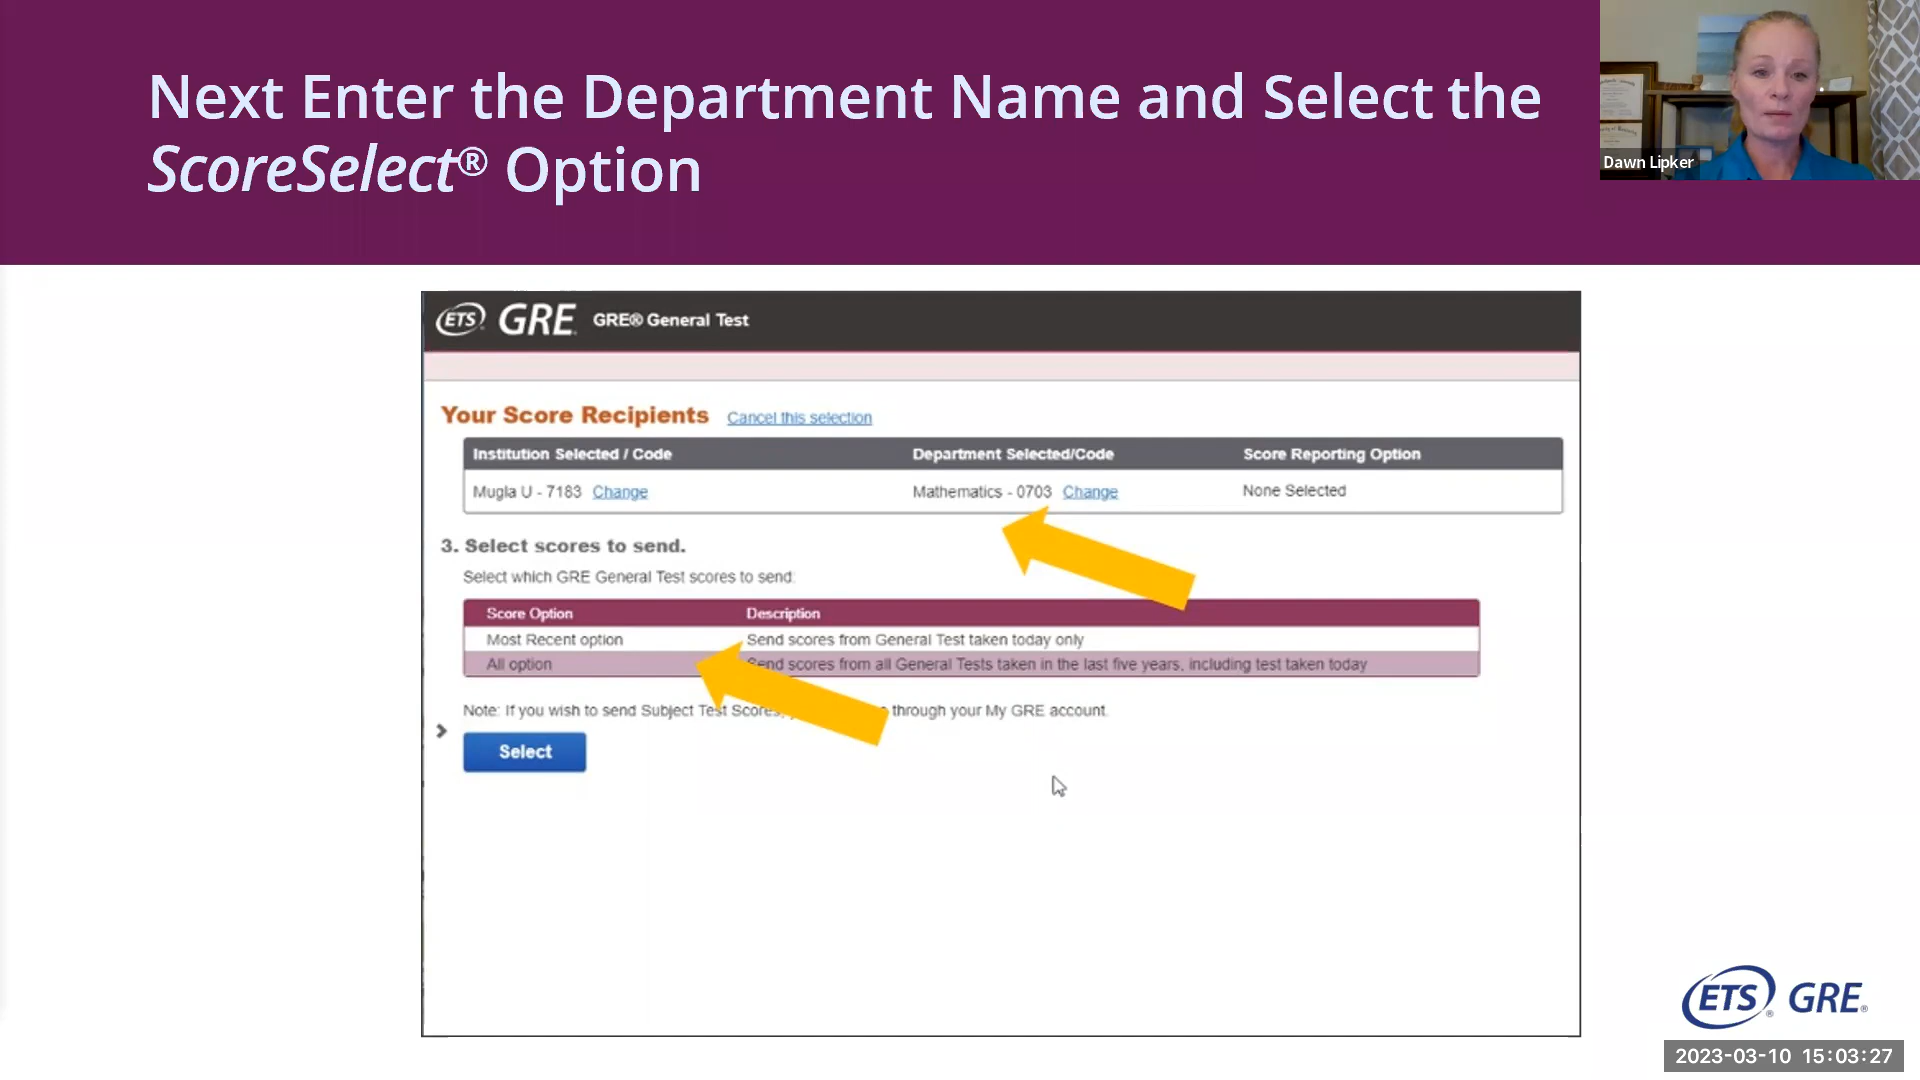 Next Enter the Department Name and Select the
ScoreSelect® Option
Dawn Lipker
ETS GRE GRE® General Test
Your Score Recipients Cancel this selection
Institution Selected / Code Department Selected/Code Score Reporting Option
Mugla U - 7183 Change Mathematics - 0703 Change None Selected
3. Select scores to send.
Select which GRE General Test scores to send:
Score Option Description
Most Recent option Send scores from General Test taken today only
All option Send scores from all General Tests taken in the last five years, including test taken today
Note: If you wish to send Subject Test Scores, through your My GRE account.
Select
ETS® GRE®
2023-03-10 15:03:27